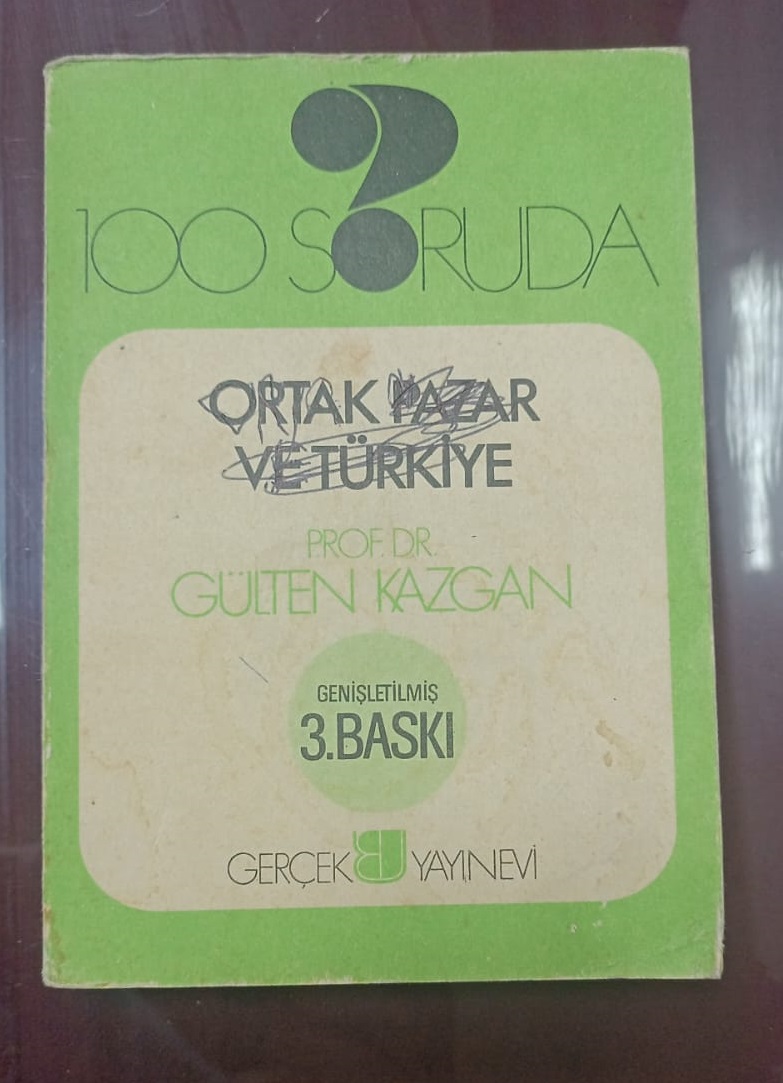 100 SORUDA
ORTAK PAZAR
VE TÜRKİYE
PROF. DR.
GÜLTEN KAZGAN
GENİŞLETİLMİŞ
3.BASKI
GERÇEK YAYINEVİ